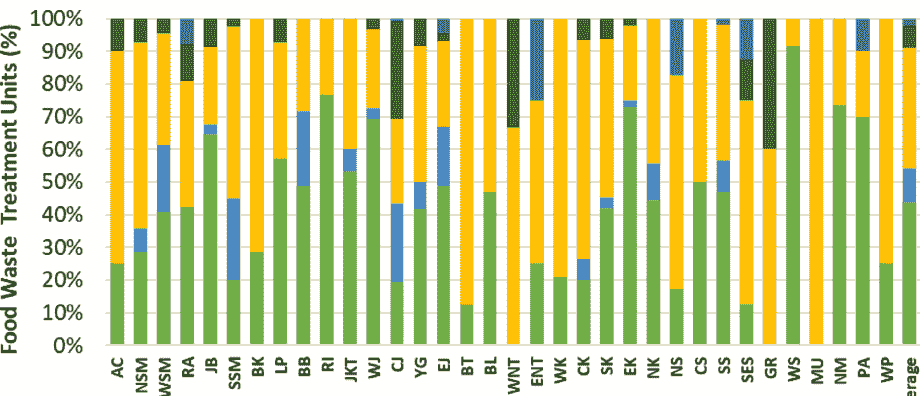 Food Waste Treatment Units (%)
100%
90%
80%
70%
60%
50%
40%
30%
20%
10%
0%
AC
NSM
WSM
RA
JB
SSM
BK
LP
BB
RI
JKT
WJ
CJ
YG
EJ
BT
BL
WNT
ENT
WK
CK
SK
EK
NK
NS
CS
SS
SES
GR
WS
MU
NM
PA
WP
erage